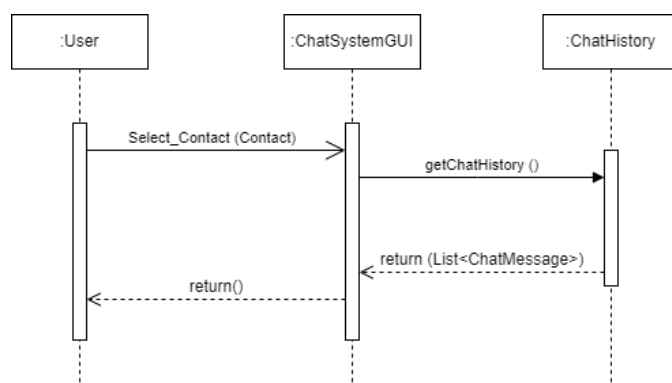 :User
:ChatSystemGUI
:ChatHistory
Select_Contact (Contact)
getChatHistory ()
return (List<ChatMessage>)
return()